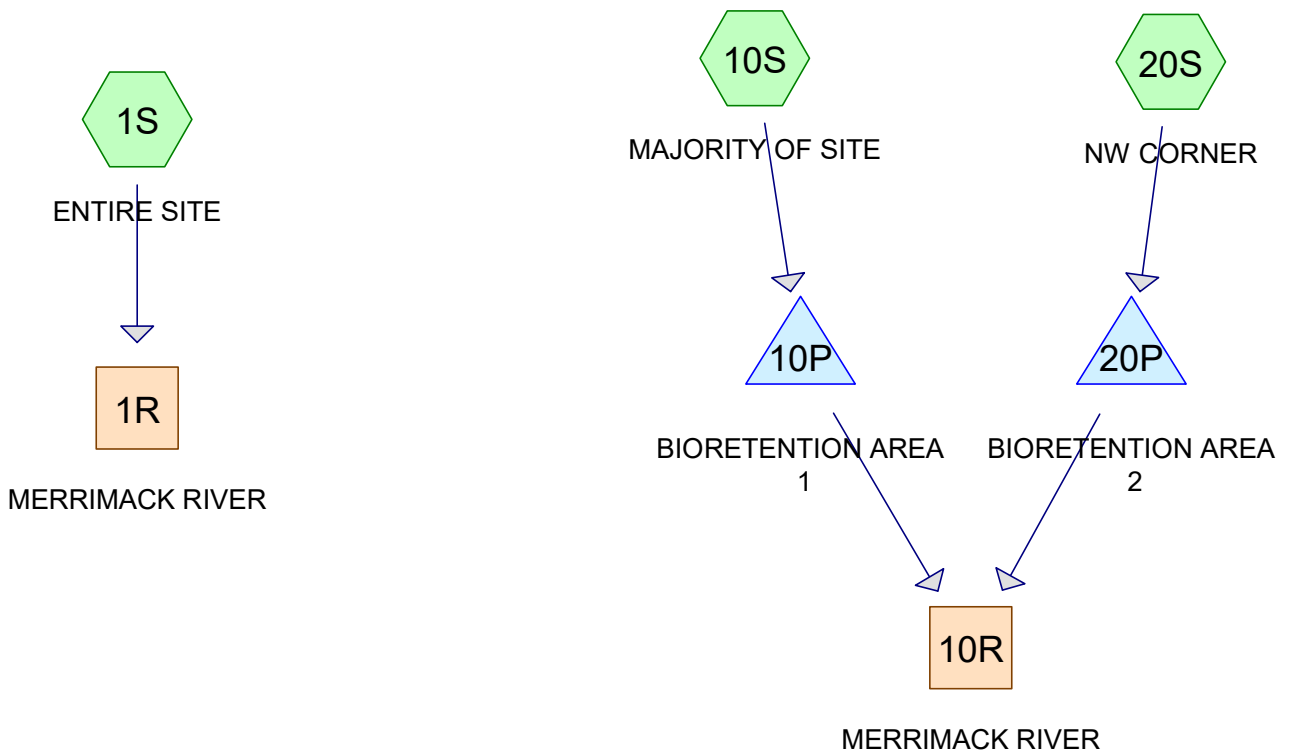 1S
ENTIRE SITE
1R
MERRIMACK RIVER
10S
MAJORITY OF SITE
20S
NW CORNER
10P
BIORETENTION AREA
1
20P
BIORETENTION AREA
2
10R
MERRIMACK RIVER